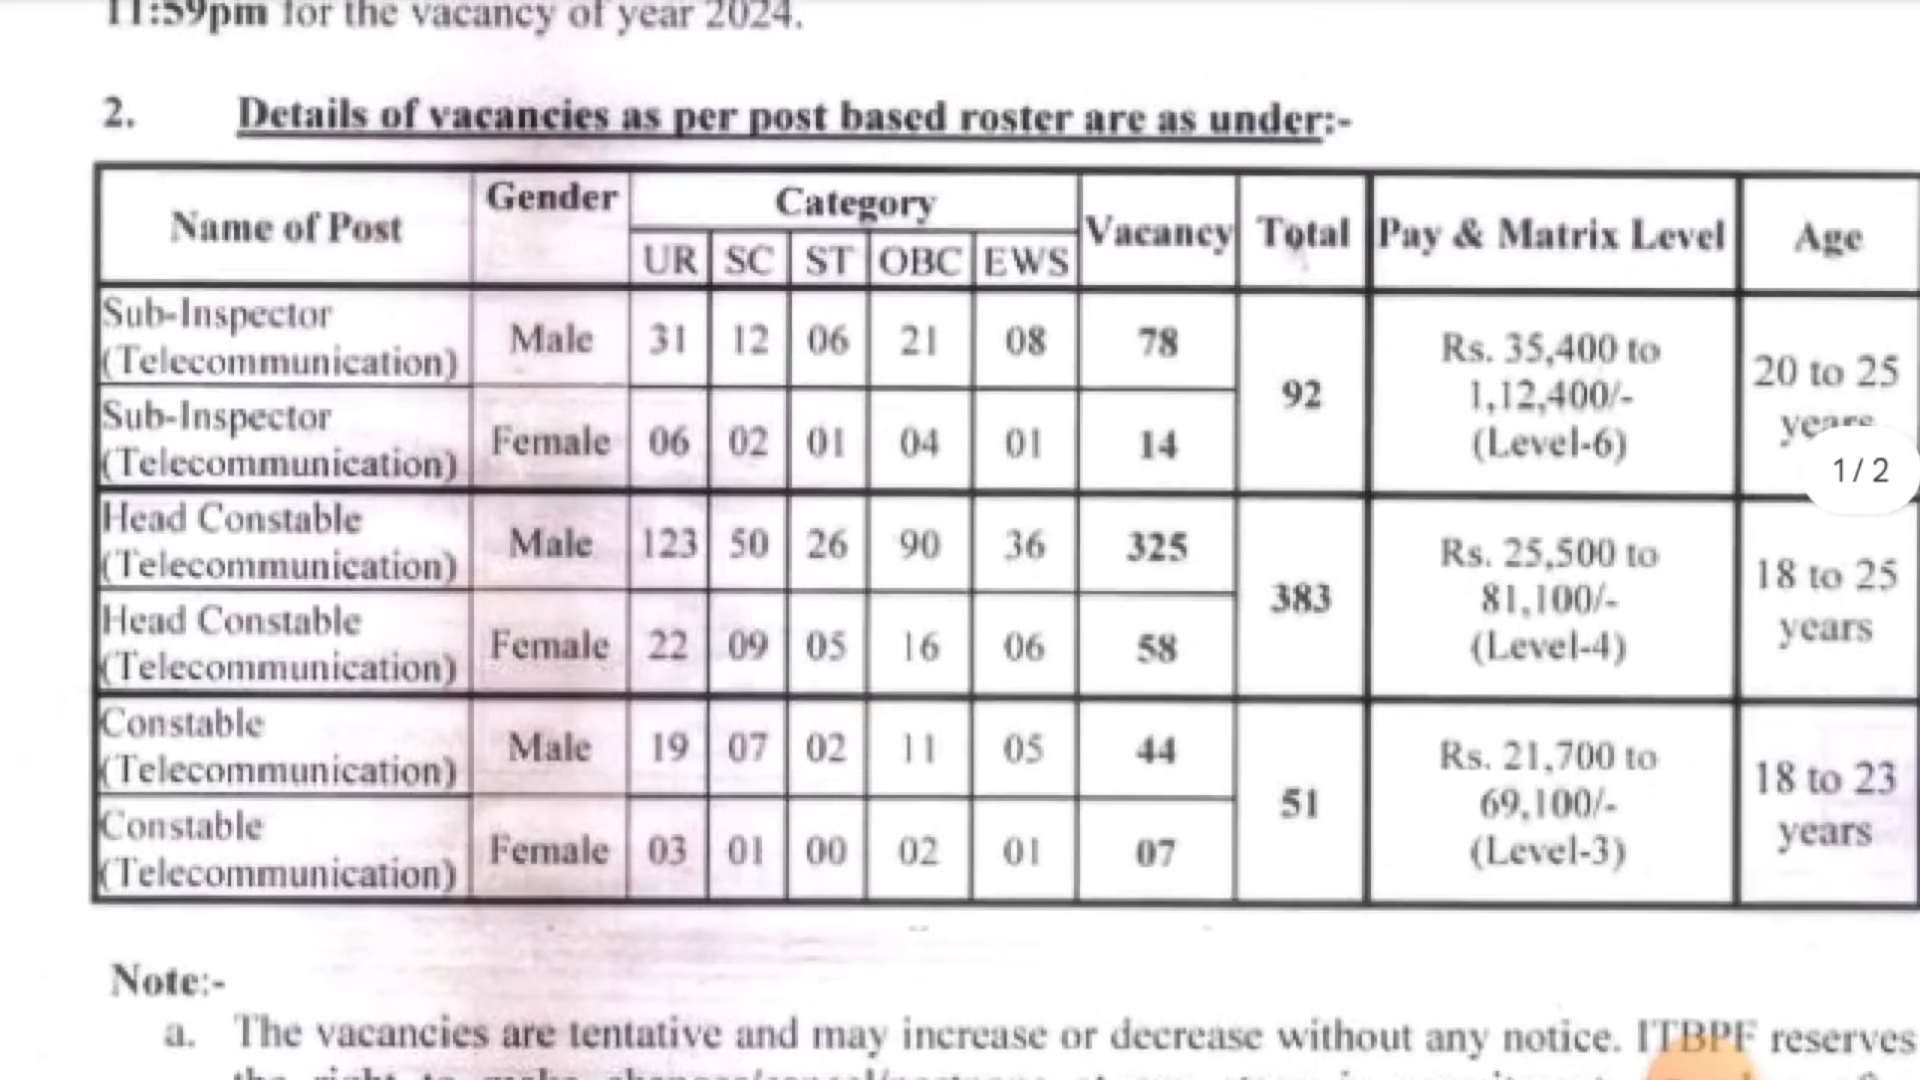 11:59pm for the vacancy of year 2024.
2. Details of vacancies as per post based roster are as under:-
Name of Post Gender Category Vacancy Total Pay & Matrix Level Age
UR SC ST OBC EWS
Sub-Inspector (Telecommunication) Male 31 12 06 21 08 78 92 Rs. 35,400 to 1,12,400/- (Level-6) 20 to 25 years
Sub-Inspector (Telecommunication) Female 06 02 01 04 01 14
1/2
Head Constable (Telecommunication) Male 123 50 26 90 36 325 383 Rs. 25,500 to 81,100/- (Level-4) 18 to 25 years
Head Constable (Telecommunication) Female 22 09 05 16 06 58
Constable (Telecommunication) Male 19 07 02 11 05 44 51 Rs. 21,700 to 69,100/- (Level-3) 18 to 23 years
Constable (Telecommunication) Female 03 01 00 02 01 07
Note:-
a. The vacancies are tentative and may increase or decrease without any notice. ITBPF reserves